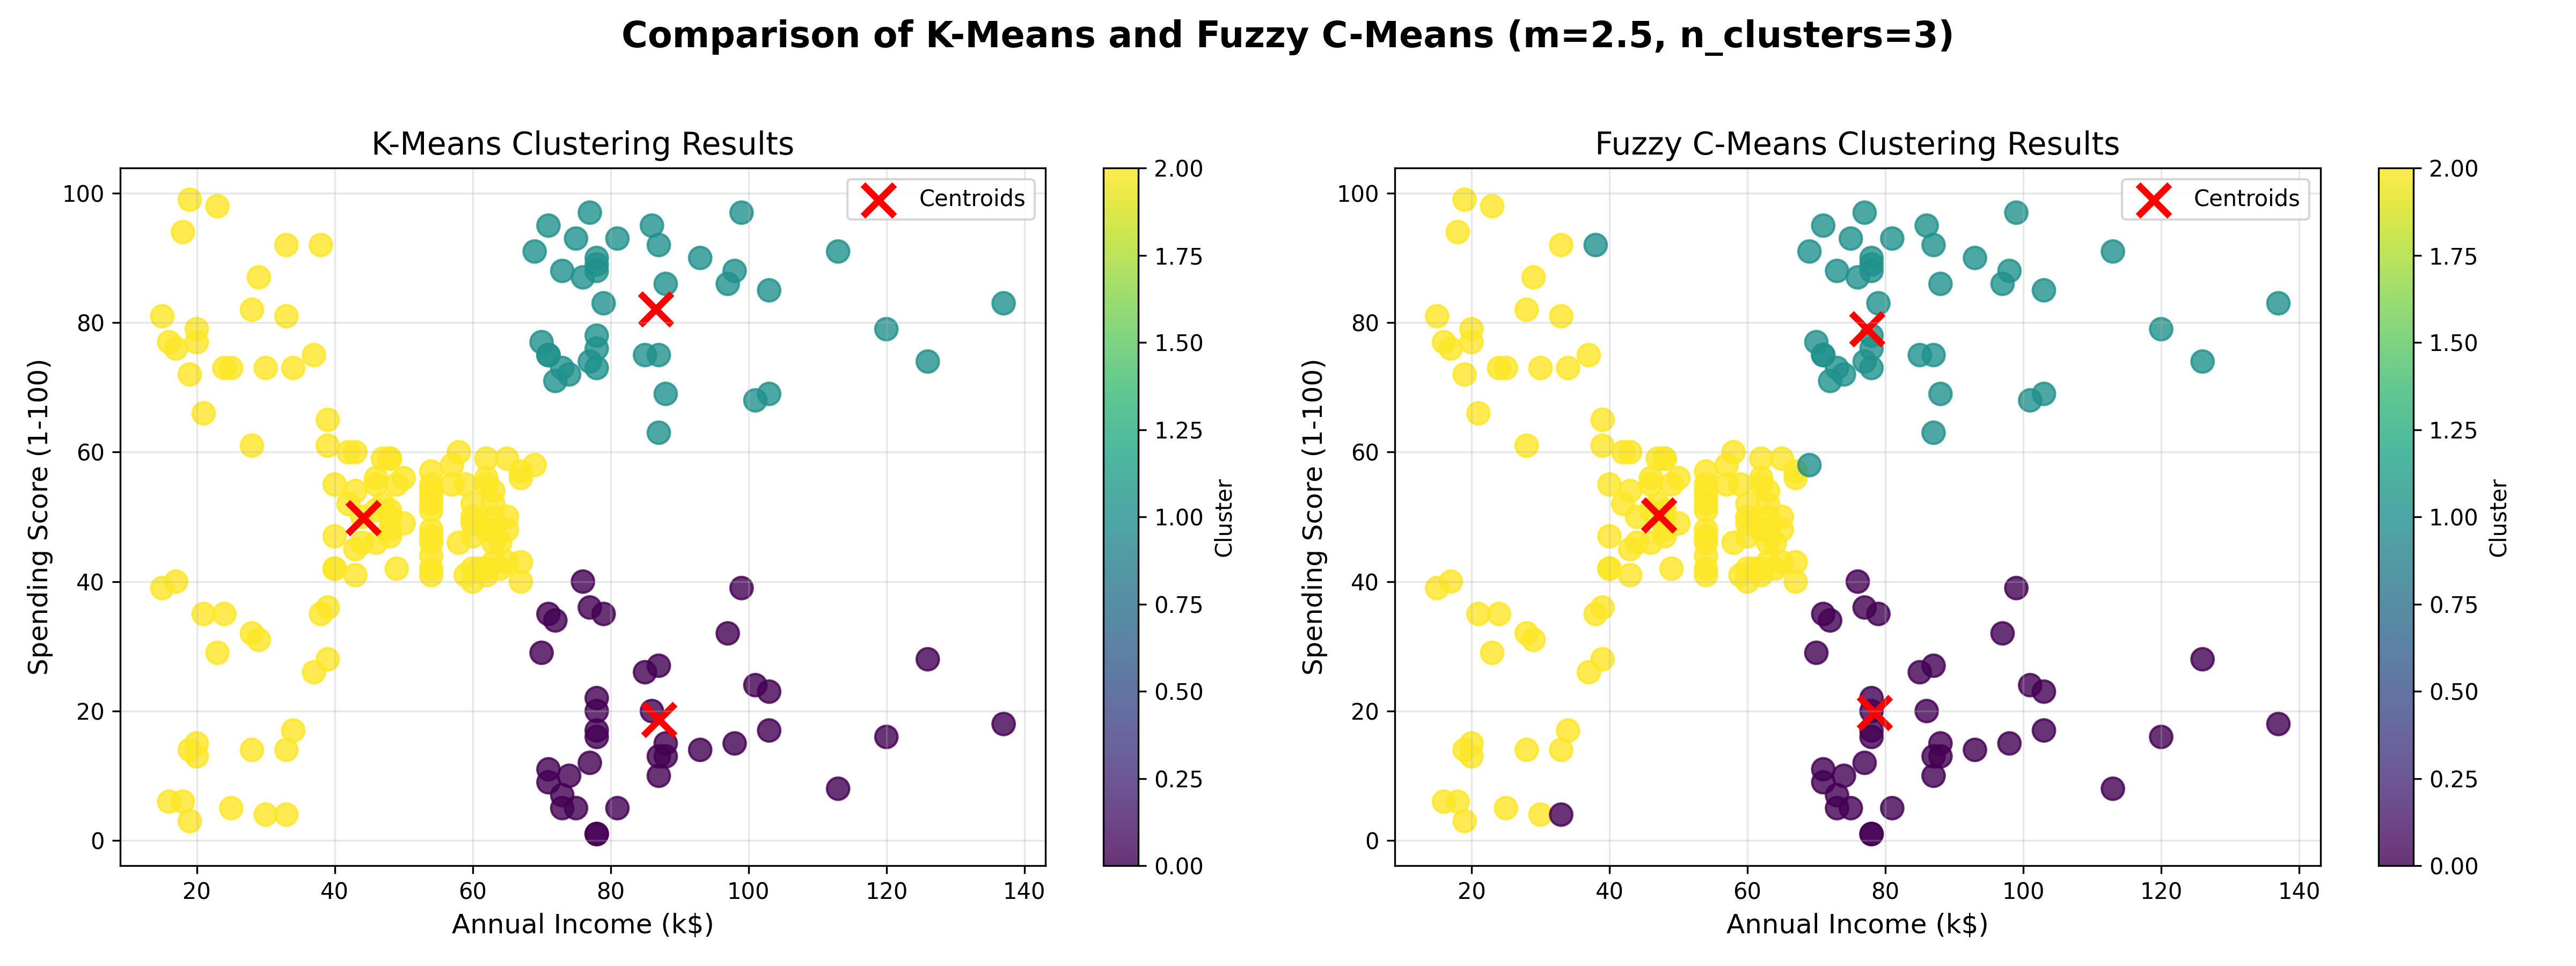 Comparison of K-Means and Fuzzy C-Means (m=2.5, n_clusters=3)
K-Means Clustering Results
Centroids
100
80
60
40
20
0
20 40 60 80 100 120 140
Spending Score (1-100)
Annual Income (k$)
2.00
1.75
1.50
1.25
1.00
0.75
0.50
0.25
0.00
Cluster
Fuzzy C-Means Clustering Results
Centroids
100
80
60
40
20
0
20 40 60 80 100 120 140
Spending Score (1-100)
Annual Income (k$)
2.00
1.75
1.50
1.25
1.00
0.75
0.50
0.25
0.00
Cluster